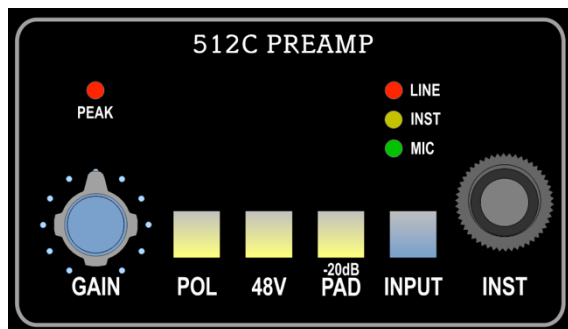 512C PREAMP
PEAK
LINE
INST
MIC
GAIN
POL
48V
-20dB
PAD
INPUT
INST